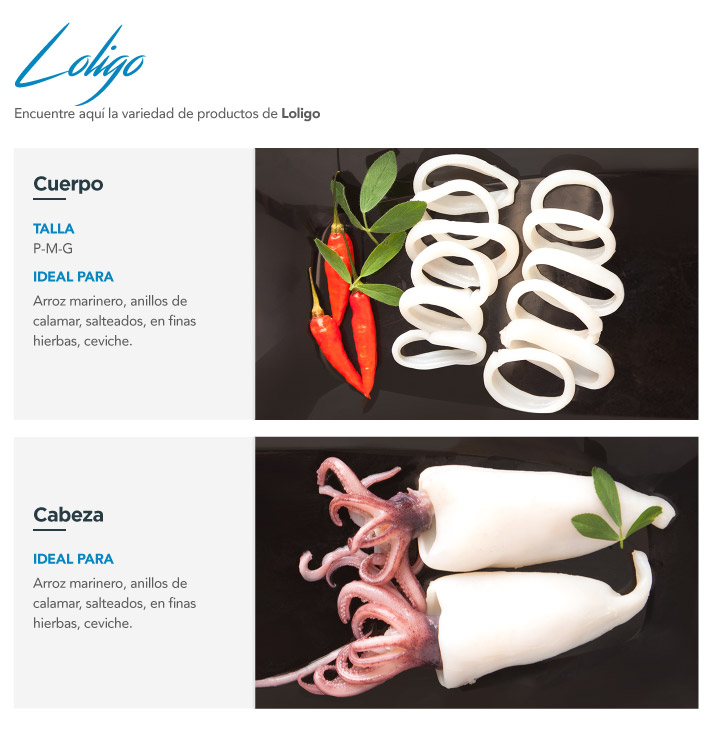 Loligo
Encuentre aquí la variedad de productos de Loligo
Cuerpo
TALLA
P-M-G
IDEAL PARA
Arroz marinero, anillos de
calamar, salteados, en finas
hierbas, ceviche.
Cabeza
IDEAL PARA
Arroz marinero, anillos de
calamar, salteados, en finas
hierbas, ceviche.